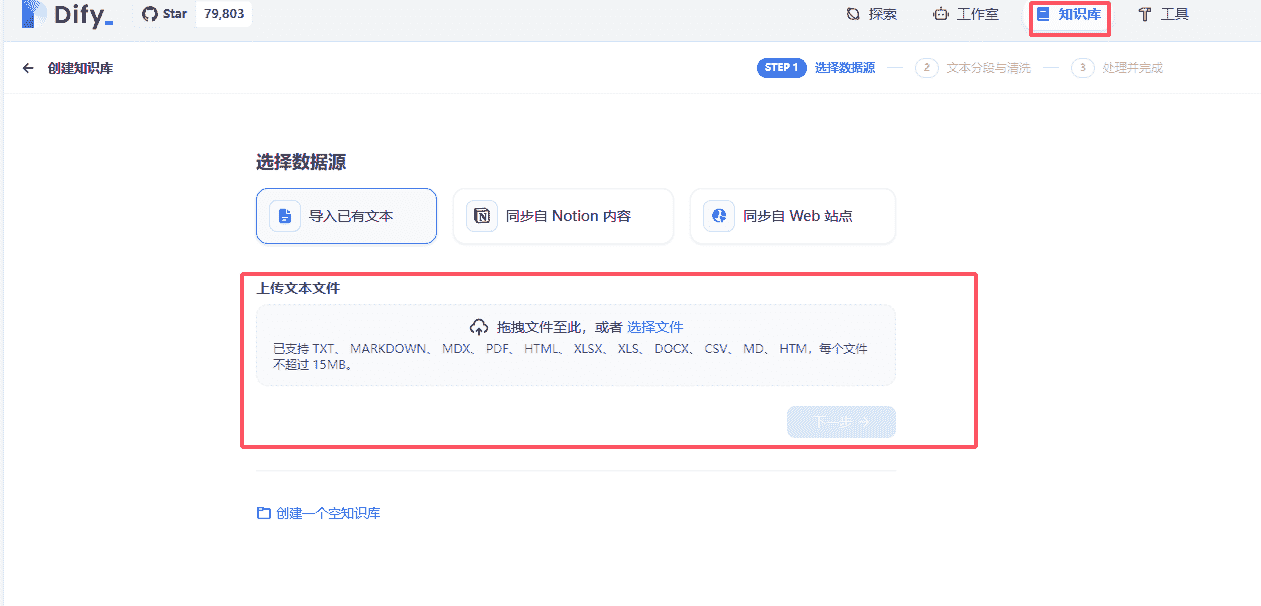 Dify_ Star 79,803 探索 工作室 知识库 工具
← 创建知识库 STEP 1 选择数据源 2 文本分段与清洗 3 处理并完成
选择数据源
导入已有文本 同步自 Notion 内容 同步自 Web 站点
上传文本文件
拖拽文件至此，或者 选择文件
已支持 TXT、 MARKDOWN、 MDX、 PDF、 HTML、 XLSX、 XLS、 DOCX、 CSV、 MD、 HTM，每个文件
不超过 15MB。
下一步 →
创建一个空知识库